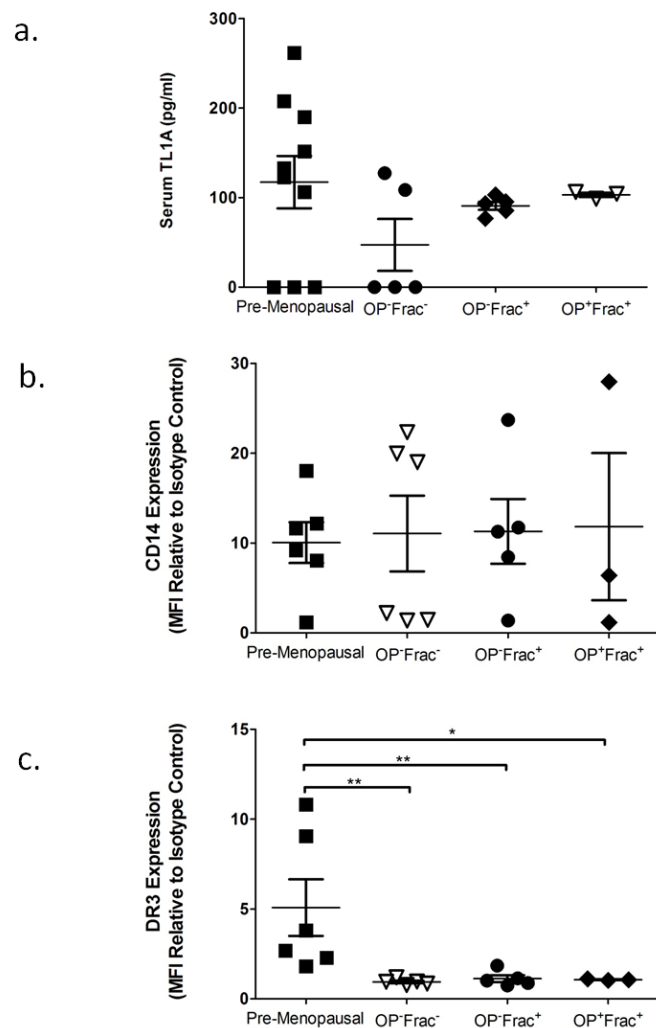 a.
Serum TL1A (pg/ml)
300
200
100
0
Pre-Menopausal OP⁻Frac⁻ OP⁻Frac⁺ OP⁺Frac⁺
b.
CD14 Expression
(MFI Relative to Isotype Control)
30
20
10
0
Pre-Menopausal OP⁻Frac⁻ OP⁻Frac⁺ OP⁺Frac⁺
c.
DR3 Expression
(MFI Relative to Isotype Control)
15
10
5
0
*
**
**
Pre-Menopausal OP⁻Frac⁻ OP⁻Frac⁺ OP⁺Frac⁺